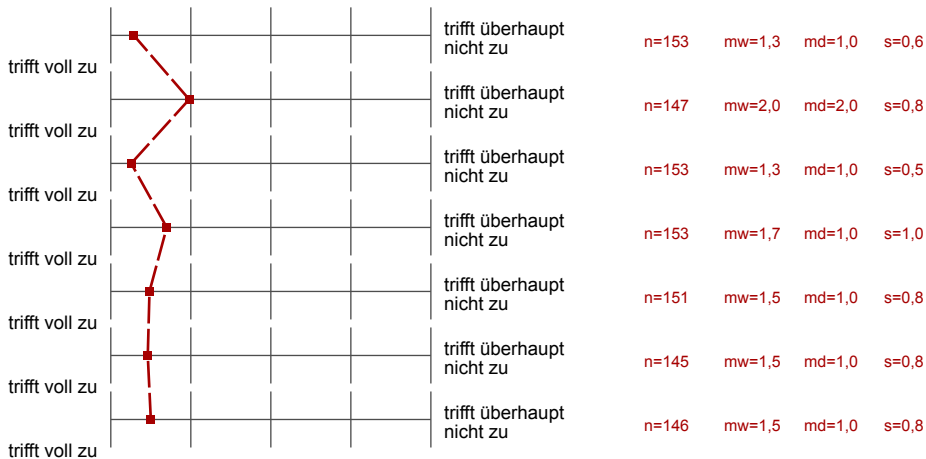 trifft überhaupt
nicht zu
n=153 mw=1,3 md=1,0 s=0,6
trifft voll zu
trifft überhaupt
nicht zu
n=147 mw=2,0 md=2,0 s=0,8
trifft voll zu
trifft überhaupt
nicht zu
n=153 mw=1,3 md=1,0 s=0,5
trifft voll zu
trifft überhaupt
nicht zu
n=153 mw=1,7 md=1,0 s=1,0
trifft voll zu
trifft überhaupt
nicht zu
n=151 mw=1,5 md=1,0 s=0,8
trifft voll zu
trifft überhaupt
nicht zu
n=145 mw=1,5 md=1,0 s=0,8
trifft voll zu
trifft überhaupt
nicht zu
n=146 mw=1,5 md=1,0 s=0,8
trifft voll zu